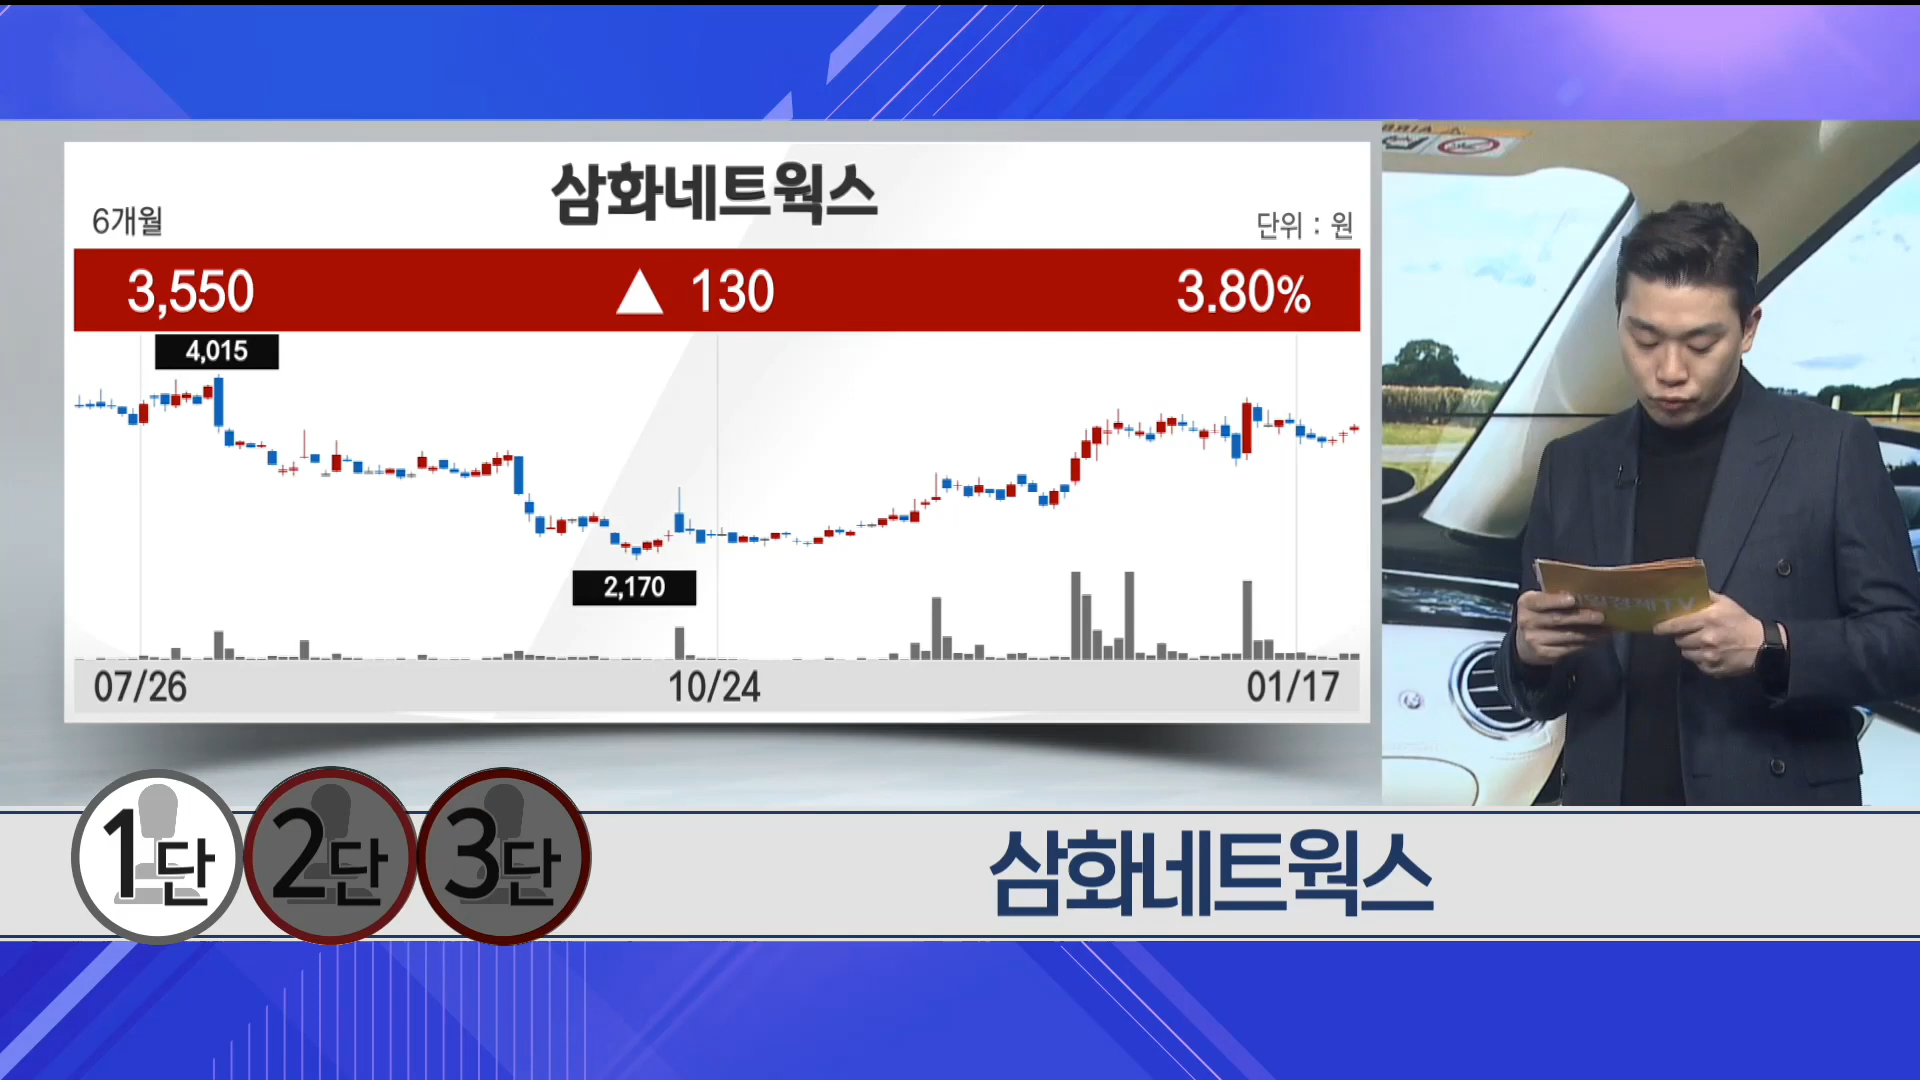 삼화네트웍스
6개월
단위 : 원
3,550 ▲ 130 3.80%
4,015
2,170
07/26 10/24 01/17
1단 2단 3단
삼화네트웍스